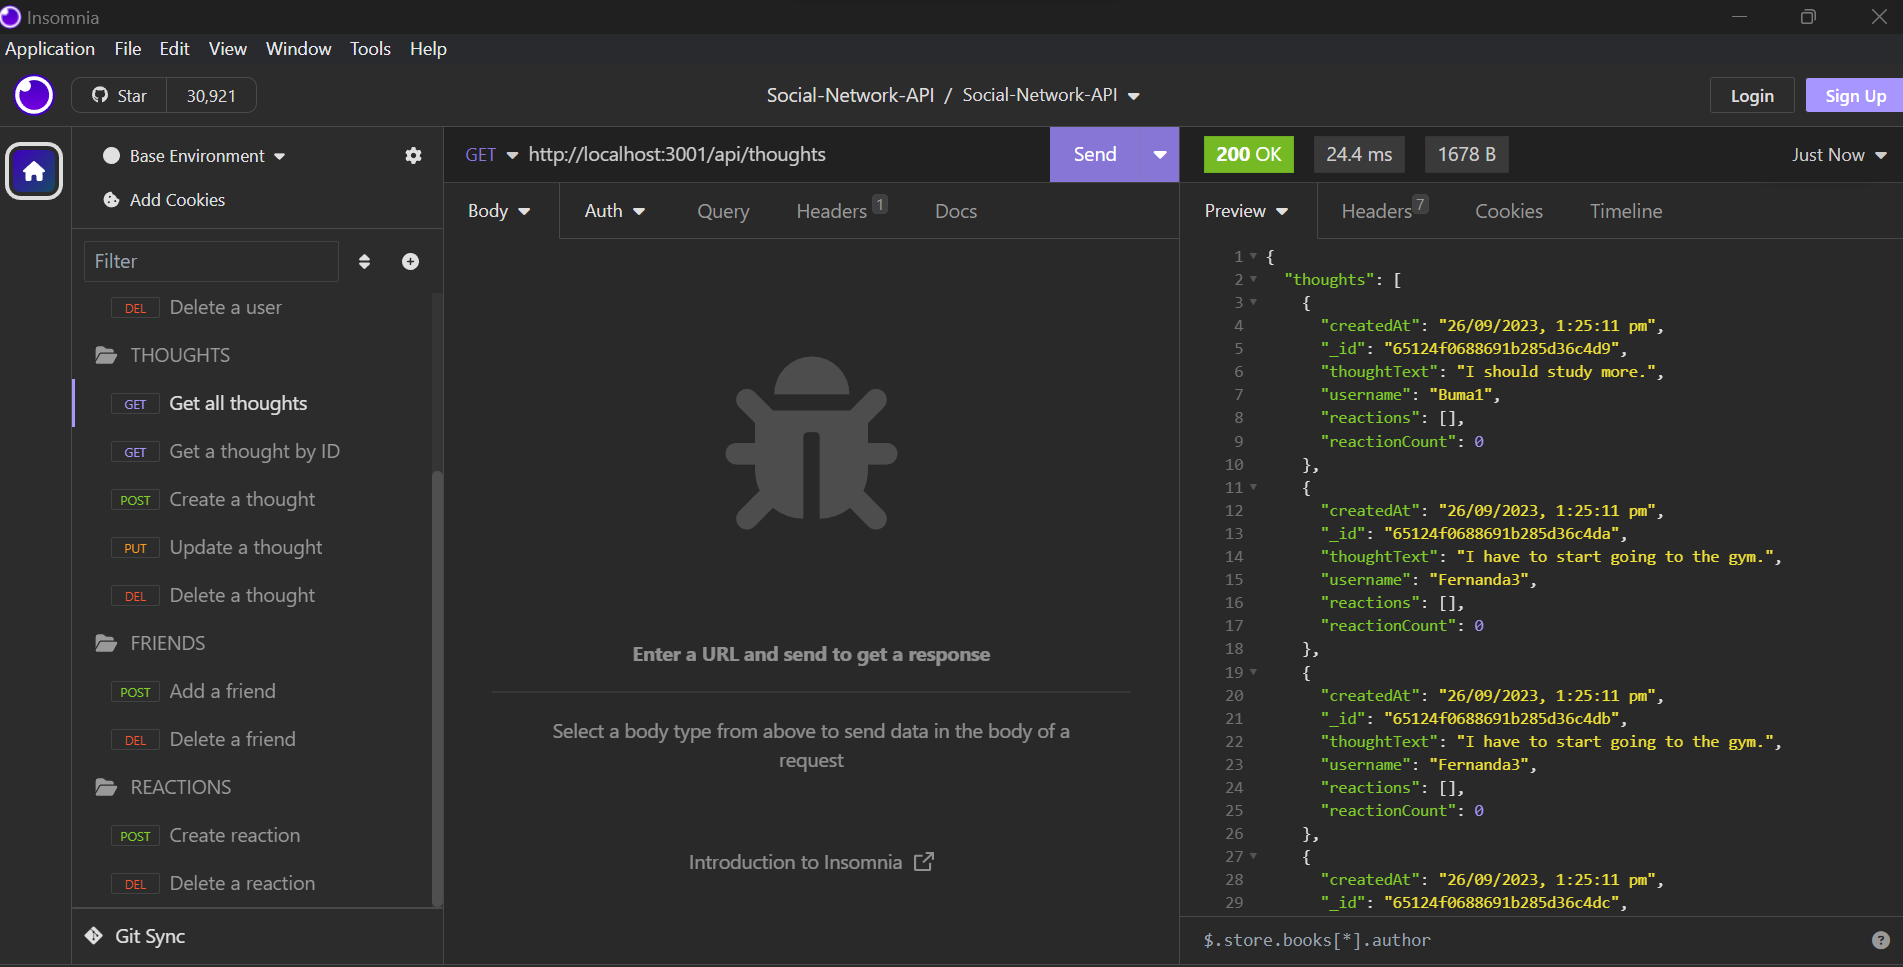 Insomnia
Application File Edit View Window Tools Help
Star 30,921
Social-Network-API / Social-Network-API
Login Sign Up
Base Environment
Add Cookies
Filter
DEL Delete a user
THOUGHTS
GET Get all thoughts
GET Get a thought by ID
POST Create a thought
PUT Update a thought
DEL Delete a thought
FRIENDS
POST Add a friend
DEL Delete a friend
REACTIONS
POST Create reaction
DEL Delete a reaction
Git Sync
GET http://localhost:3001/api/thoughts Send
Body Auth Query Headers 1 Docs
Enter a URL and send to get a response
Select a body type from above to send data in the body of a
request
Introduction to Insomnia
200 OK 24.4 ms 1678 B Just Now
Preview Headers 7 Cookies Timeline
1 {
2 "thoughts": [
3 {
4 "createdAt": "26/09/2023, 1:25:11 pm",
5 "_id": "65124f0688691b285d36c4d9",
6 "thoughtText": "I should study more.",
7 "username": "Buma1",
8 "reactions": [],
9 "reactionCount": 0
10 },
11 {
12 "createdAt": "26/09/2023, 1:25:11 pm",
13 "_id": "65124f0688691b285d36c4da",
14 "thoughtText": "I have to start going to the gym.",
15 "username": "Fernanda3",
16 "reactions": [],
17 "reactionCount": 0
18 },
19 {
20 "createdAt": "26/09/2023, 1:25:11 pm",
21 "_id": "65124f0688691b285d36c4db",
22 "thoughtText": "I have to start going to the gym.",
23 "username": "Fernanda3",
24 "reactions": [],
25 "reactionCount": 0
26 },
27 {
28 "createdAt": "26/09/2023, 1:25:11 pm",
29 "_id": "65124f0688691b285d36c4dc",
$.store.books[*].author